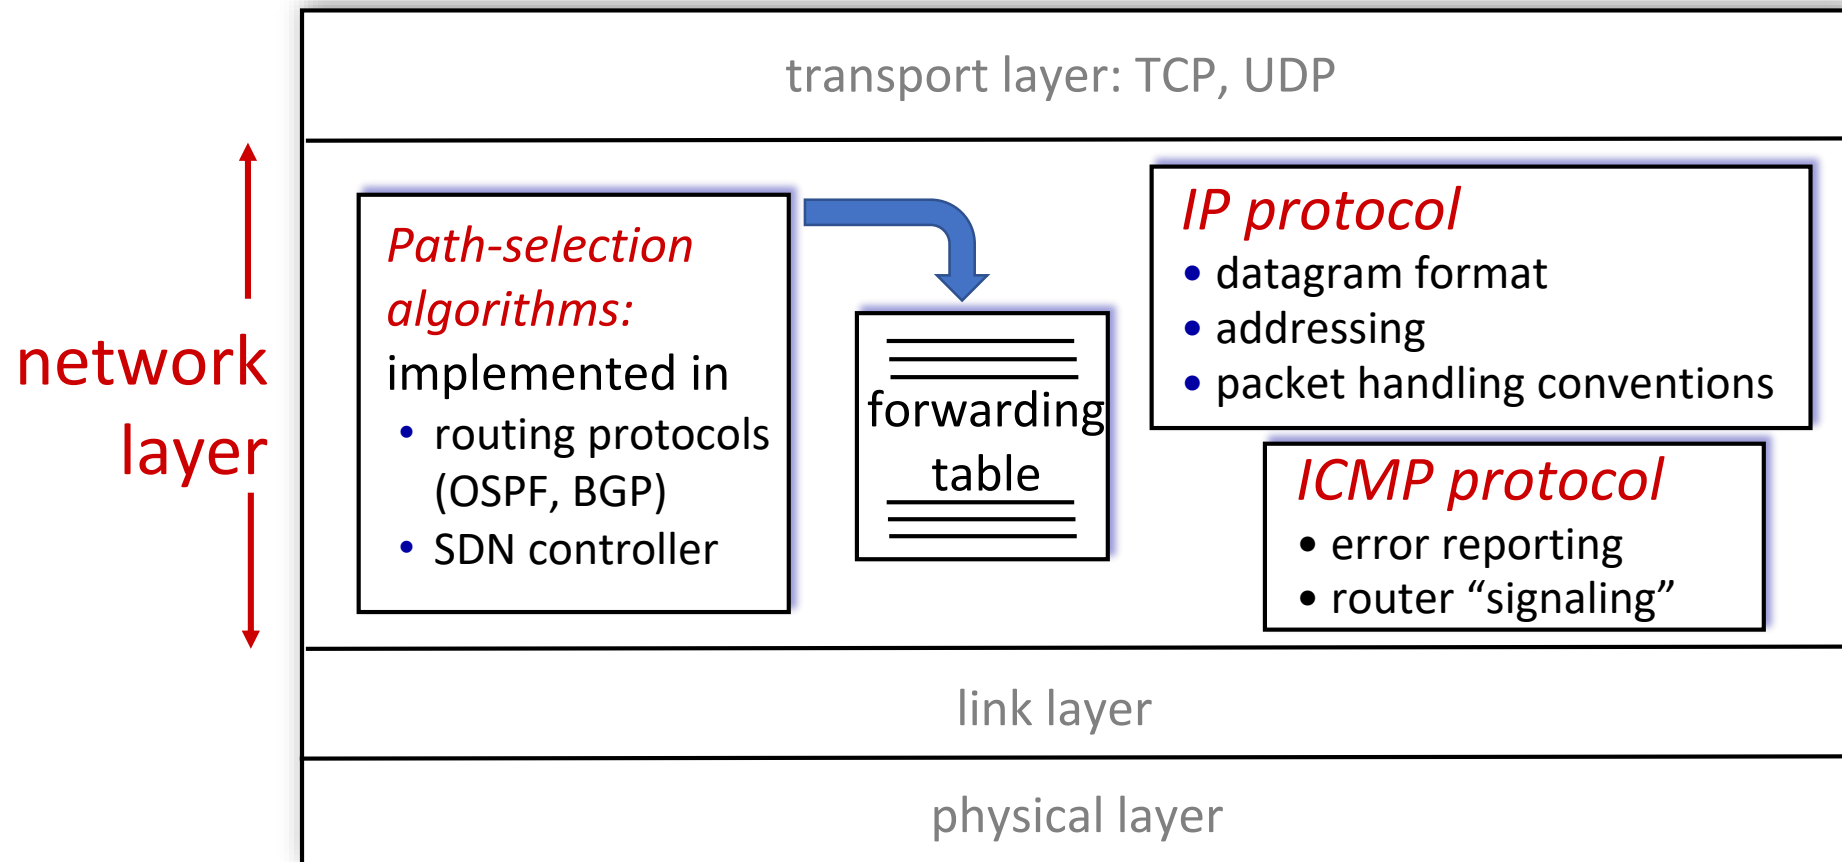 transport layer: TCP, UDP
network
layer
Path-selection
algorithms:
implemented in
• routing protocols
(OSPF, BGP)
• SDN controller
forwarding
table
IP protocol
• datagram format
• addressing
• packet handling conventions
ICMP protocol
• error reporting
• router “signaling”
link layer
physical layer